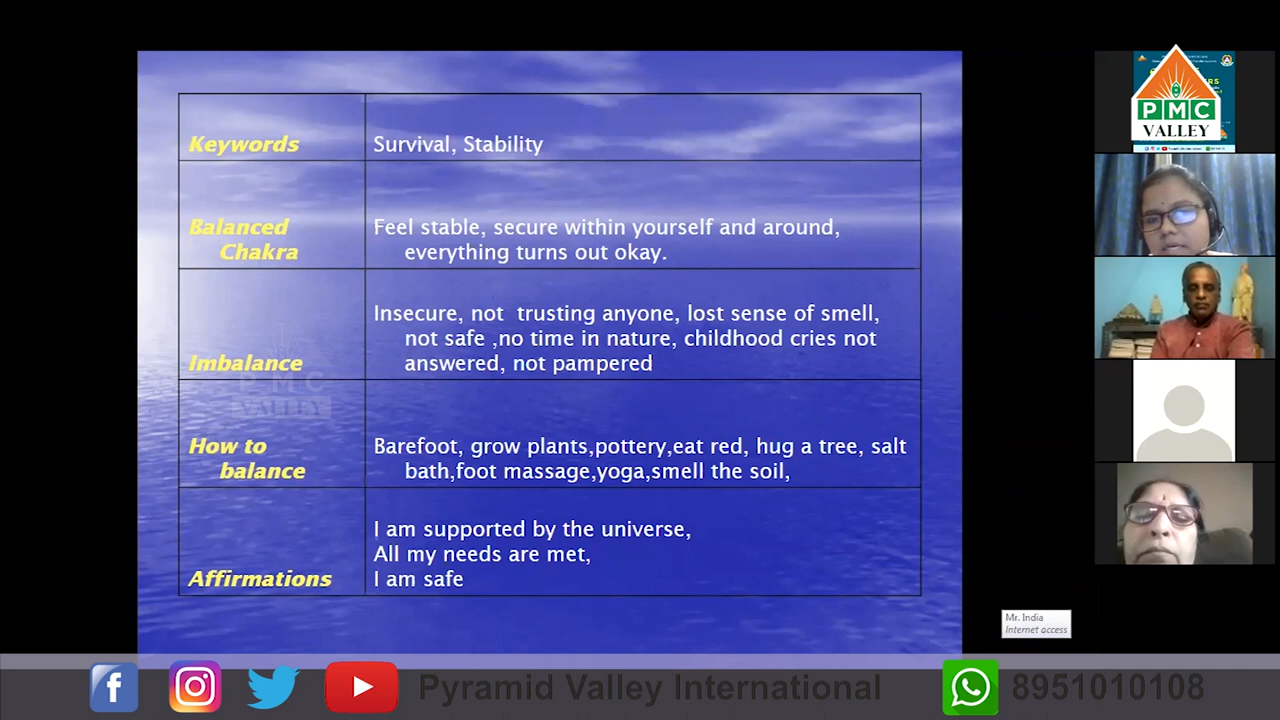 Keywords
Survival, Stability
Balanced
Chakra
Feel stable, secure within yourself and around,
everything turns out okay.
Imbalance
Insecure, not  trusting anyone, lost sense of smell,
not safe ,no time in nature, childhood cries not
answered, not pampered
How to
balance
Barefoot, grow plants,pottery,eat red, hug a tree, salt
bath,foot massage,yoga,smell the soil,
Affirmations
I am supported by the universe,
All my needs are met,
I am safe
PMC
VALLEY
PMC
VALLEY
Mr. India
Internet access
Pyramid Valley International
8951010108